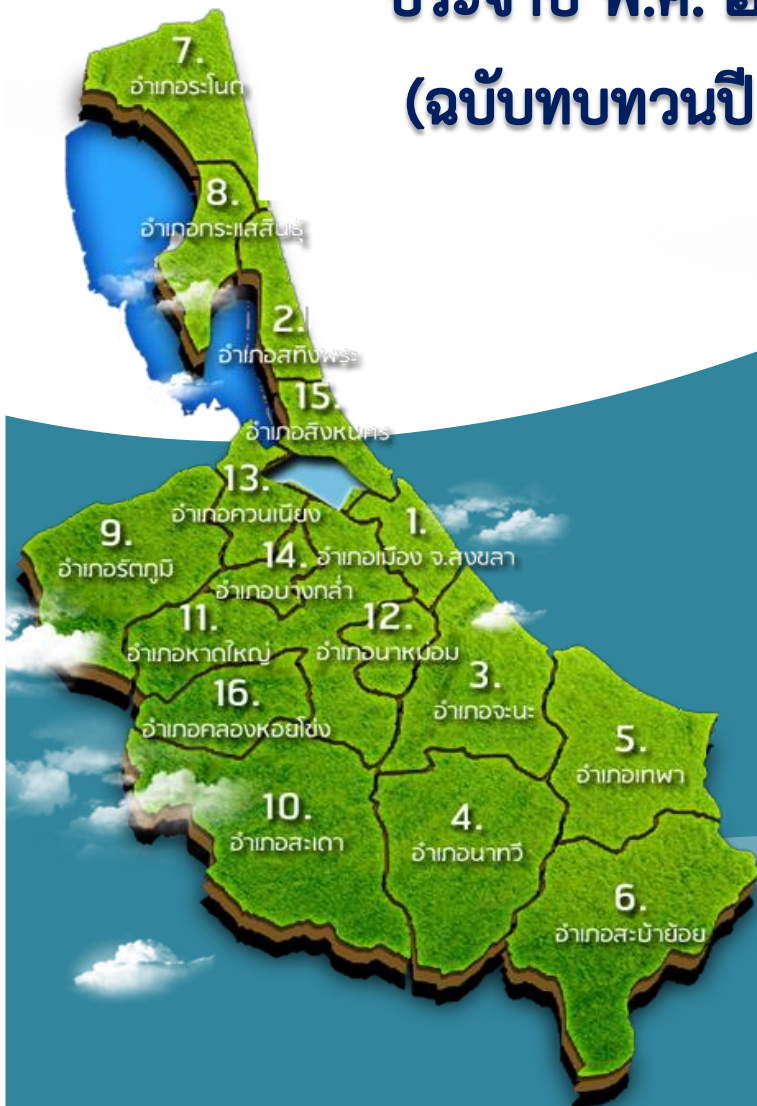 ประจำปี พ.ศ. ๒
(ฉบับทบทวนปี
7.
อำเภอระโนด
8.
อำเภอกระแสสินธุ์
2.
อำเภอสทิงพระ
15.
อำเภอสิงหนคร
13.
อำเภอควนเนียง
1.
อำเภอเมือง จ.สงขลา
9.
อำเภอรัตภูมิ
14.
อำเภอบางกล่ำ
11.
อำเภอหาดใหญ่
12.
อำเภอนาหม่อม
3.
อำเภอจะนะ
16.
อำเภอคลองหอยโข่ง
5.
อำเภอเทพา
10.
อำเภอสะเดา
4.
อำเภอนาทวี
6.
อำเภอสะบ้าย้อย